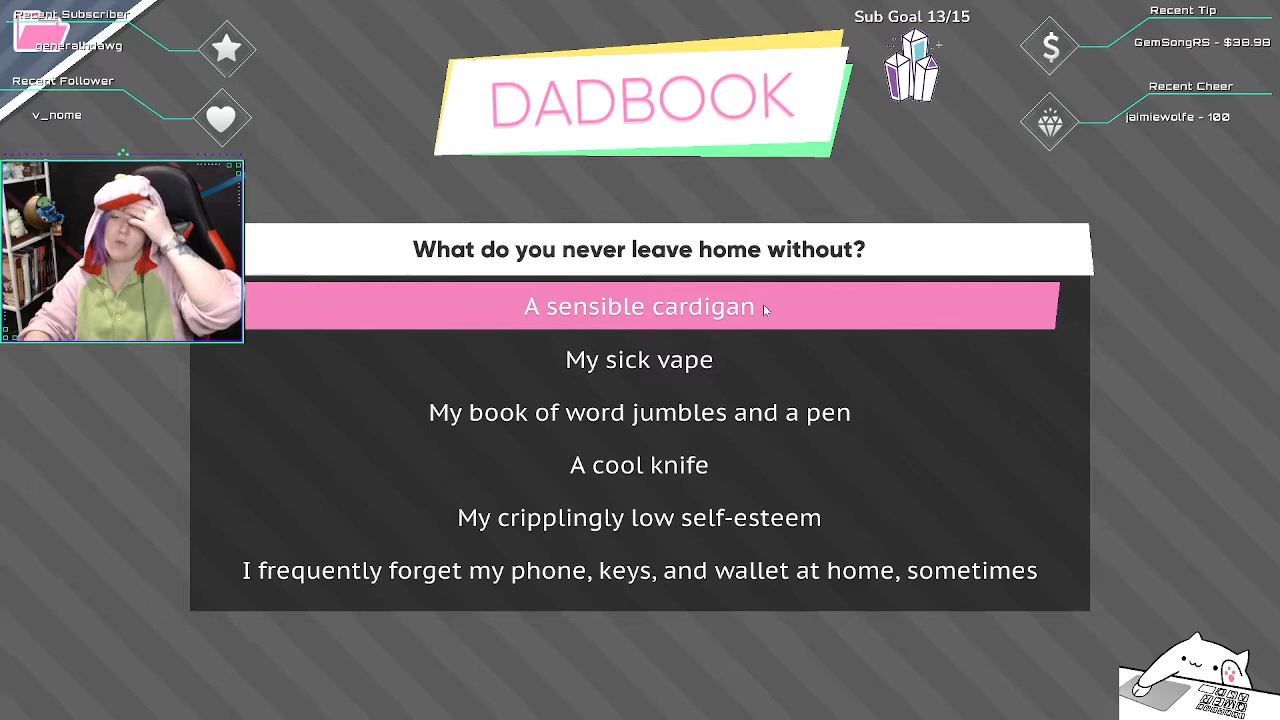 Recent Subscriber
generalhdawg
Recent Follower
v_nome
Sub Goal 13/15
Recent Tip
GemSongRS - $38.98
Recent Cheer
jaimiewolfe - 100
DADBOOK
What do you never leave home without?
A sensible cardigan
My sick vape
My book of word jumbles and a pen
A cool knife
My cripplingly low self-esteem
I frequently forget my phone, keys, and wallet at home, sometimes